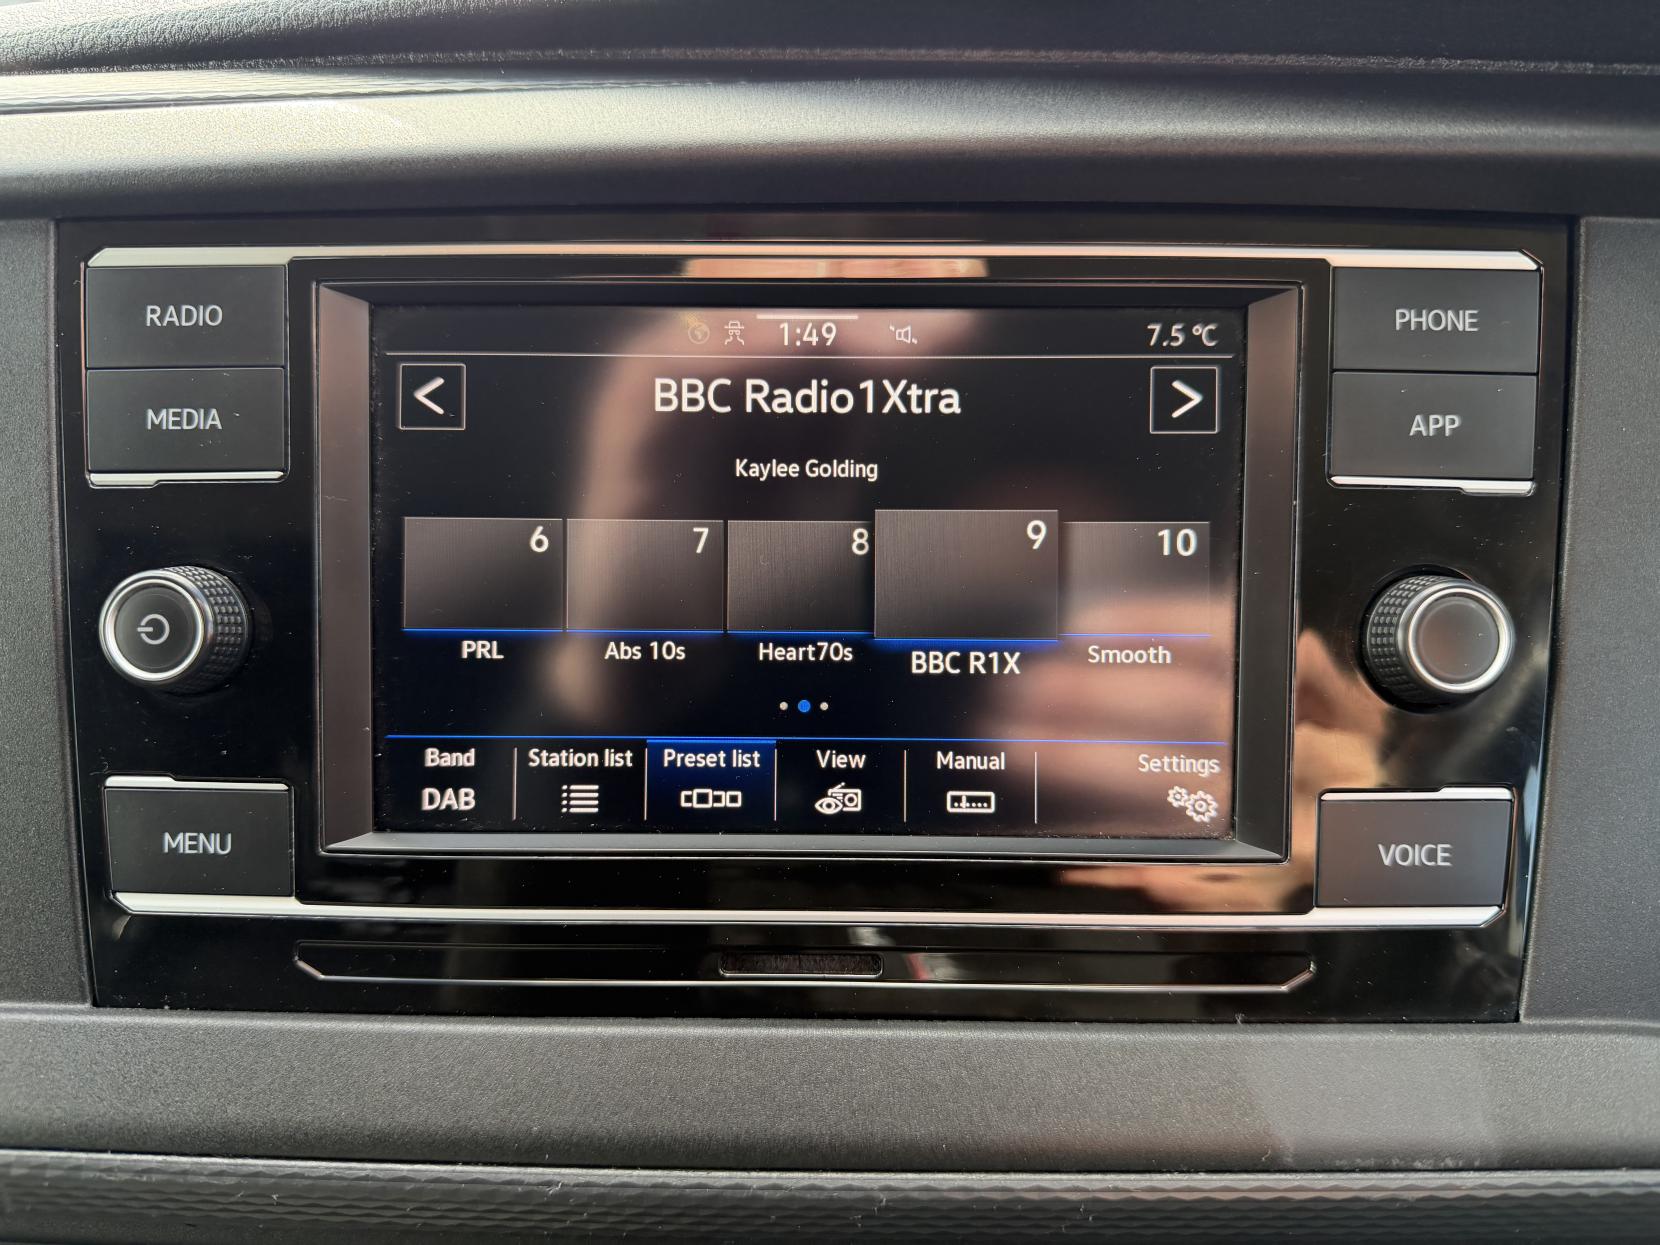 RADIO
MEDIA
MENU
PHONE
APP
VOICE
1:49
7.5 °C
<
BBC Radio1Xtra
>
Kaylee Golding
6 7 8 9 10
PRL Abs 10s Heart70s BBC R1X Smooth
Band Station list Preset list View Manual Settings
DAB